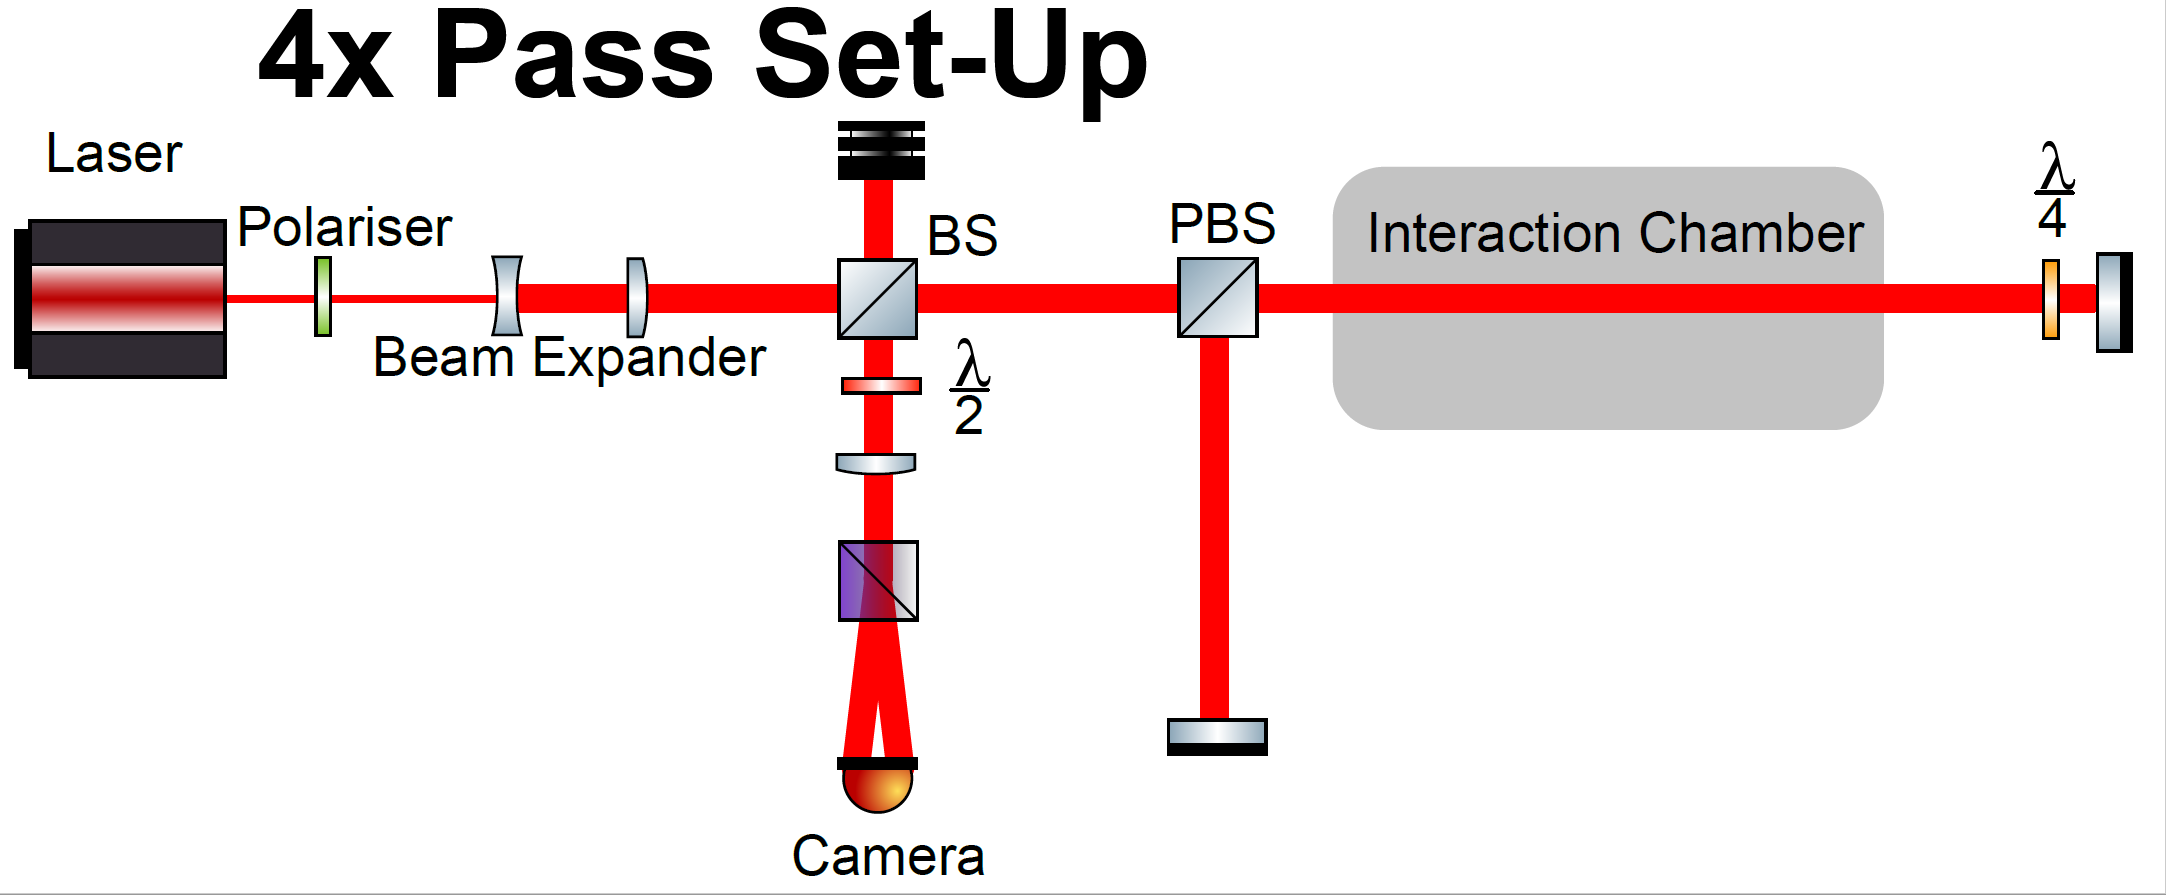 4x Pass Set-Up
Laser
Polariser
Beam Expander
BS
λ
2
PBS
Interaction Chamber
λ
4
Camera